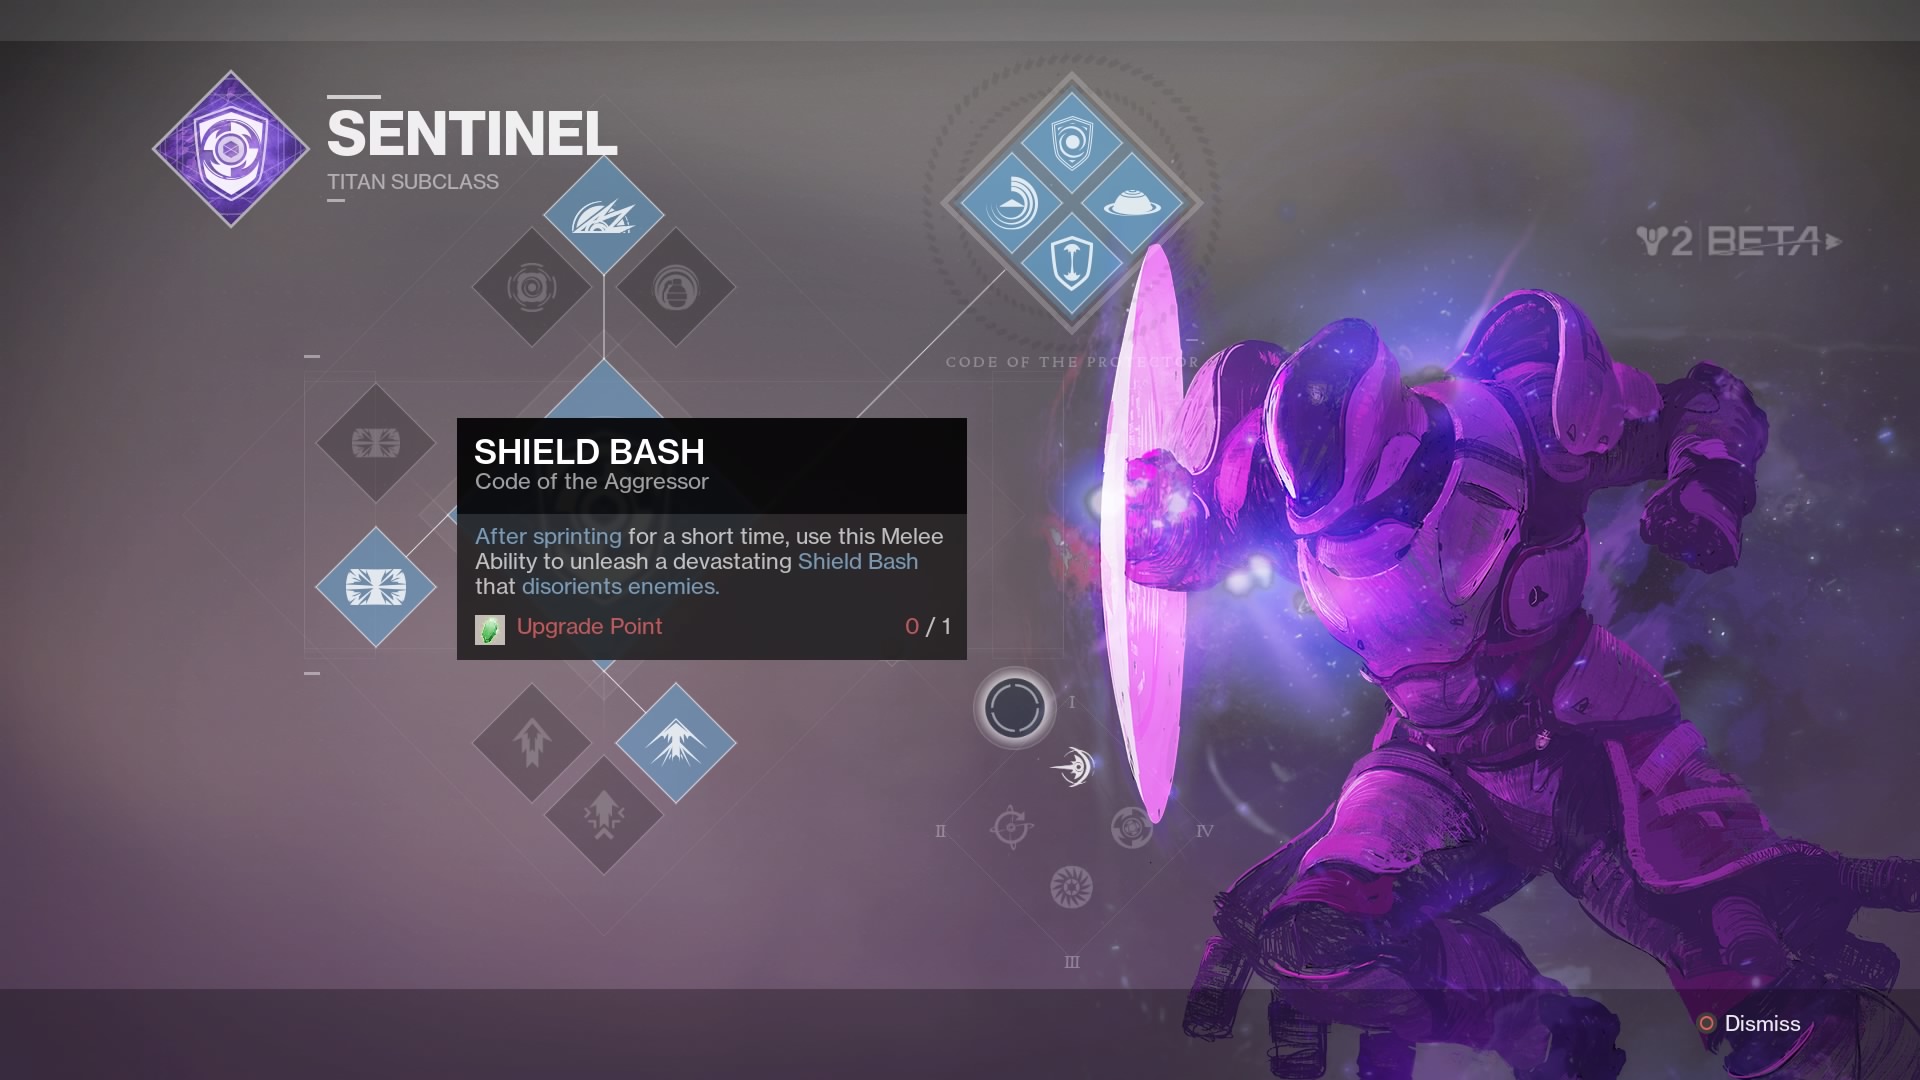 SENTINEL
TITAN SUBCLASS
2 BETA
CODE OF THE PROTECTOR
SHIELD BASH
Code of the Aggressor
After sprinting for a short time, use this Melee
Ability to unleash a devastating Shield Bash
that disorients enemies.
Upgrade Point 0 / 1
I
II
IV
III
Dismiss